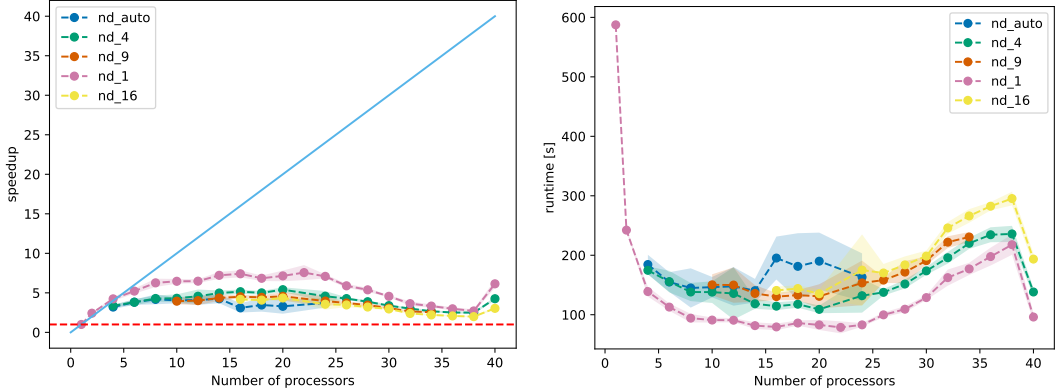 40
35
30
25
20
15
10
5
0
speedup
nd_auto
nd_4
nd_9
nd_1
nd_16
0 5 10 15 20 25 30 35 40
Number of processors
600
500
400
300
200
100
runtime [s]
nd_auto
nd_4
nd_9
nd_1
nd_16
0 5 10 15 20 25 30 35 40
Number of processors